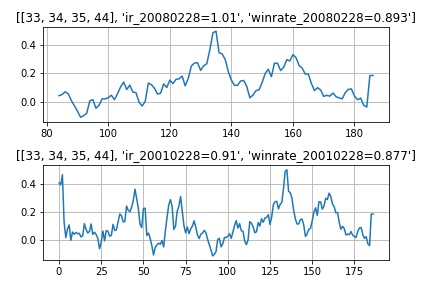 [[33, 34, 35, 44], 'ir_20080228=1.01', 'winrate_20080228=0.893']
0.4
0.2
0.0
80 100 120 140 160 180
[[33, 34, 35, 44], 'ir_20010228=0.91', 'winrate_20010228=0.877']
0.4
0.2
0.0
0 25 50 75 100 125 150 175